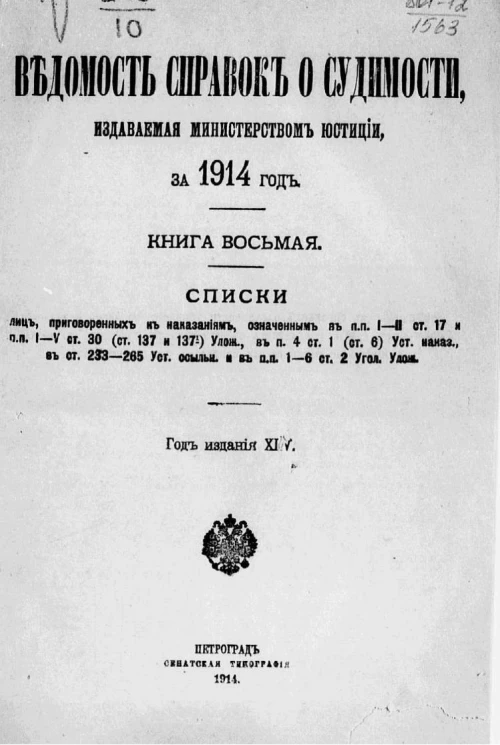 10
1563
ВѢДОМОСТЬ СПРАВОКЪ О СУДИМОСТИ,
ИЗДАВАЕМАЯ МИНИСТЕРСТВОМЪ ЮСТИЦІИ,
ЗА 1914 ГОДЪ.
КНИГА ВОСЬМАЯ.
СПИСКИ
лицъ, приговоренныхъ къ наказаніямъ, означеннымъ въ п.п. I—II ст. 17 и
п.п. I—V ст. 30 (ст. 137 и 137¹) Улож., въ п. 4 ст. 1 (ст. 6) Уст. наказ.,
въ ст. 233—265 Уст. ссыльн. и въ п.п. 1—6 ст. 2 Угол. Улож.
Годъ изданія XIV.
ПЕТРОГРАДЪ
СЕНАТСКАЯ ТИПОГРАФІЯ
1914.